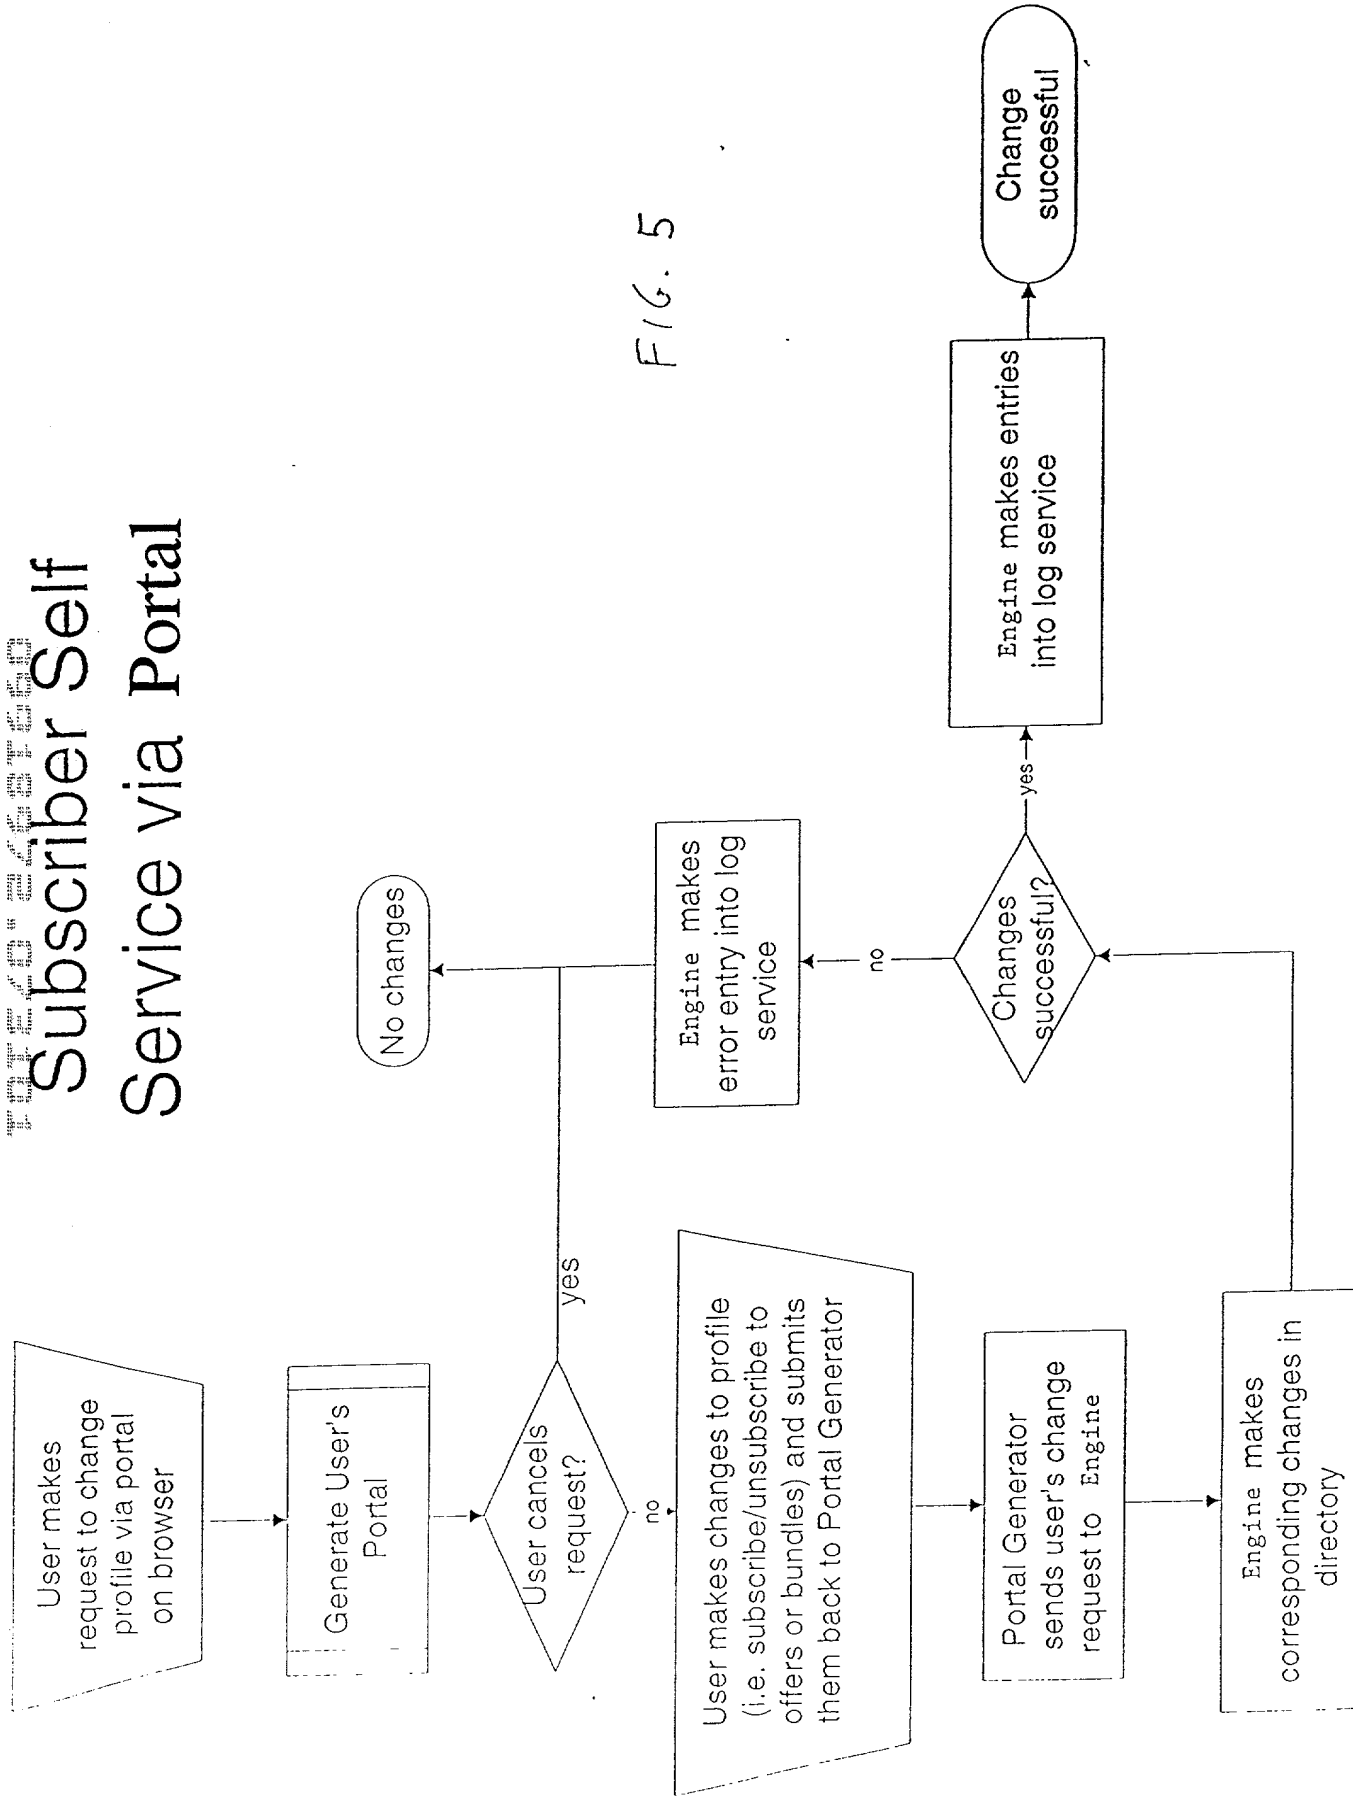 Subscriber Self
Service via Portal
User makes
request to change
profile via portal
on browser
Generate User's
Portal
User cancels
request?
yes
no
No changes
User makes changes to profile
(i.e. subscribe/unsubscribe to
offers or bundles) and submits
them back to Portal Generator
Portal Generator
sends user's change
request to Engine
Engine makes
corresponding changes in
directory
Changes
successful?
no
Engine makes
error entry into log
service
yes
Engine makes entries
into log service
Change
successful
FIG. 5